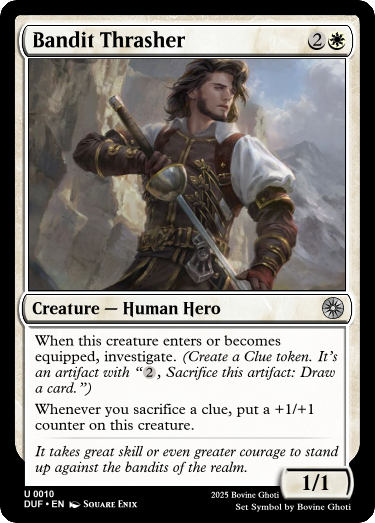 Bandit Thrasher 2
Creature — Human Hero
When this creature enters or becomes
equipped, investigate. (Create a Clue token. It's
an artifact with “2, Sacrifice this artifact: Draw
a card.”)
Whenever you sacrifice a clue, put a +1/+1
counter on this creature.
It takes great skill or even greater courage to stand
up against the bandits of the realm.
1/1
U 0010
DUF • EN Square Enix
2025 Bovine Ghoti
Set Symbol by Bovine Ghoti